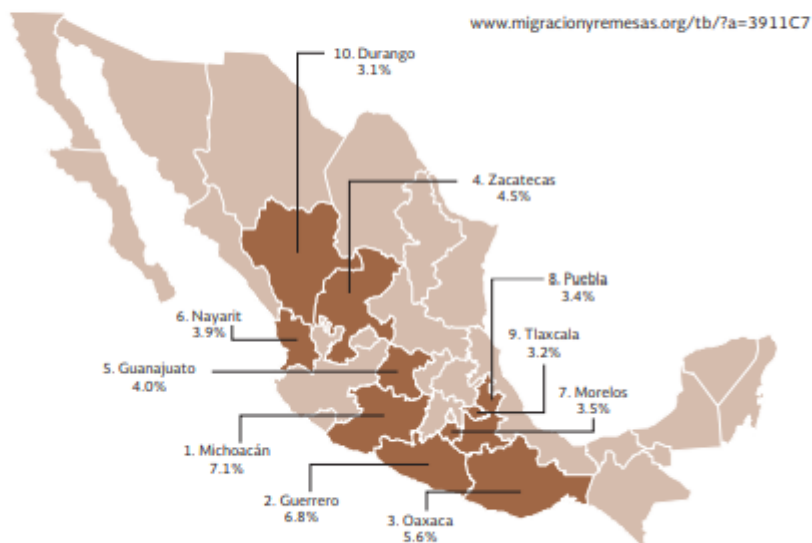 www.migracionyremesas.org/tb/?a=3911C7
10. Durango
3.1%
4. Zacatecas
4.5%
8. Puebla
3.4%
6. Nayarit
3.9%
9. Tlaxcala
3.2%
5. Guanajuato
4.0%
7. Morelos
3.5%
1. Michoacán
7.1%
2. Guerrero
6.8%
3. Oaxaca
5.6%